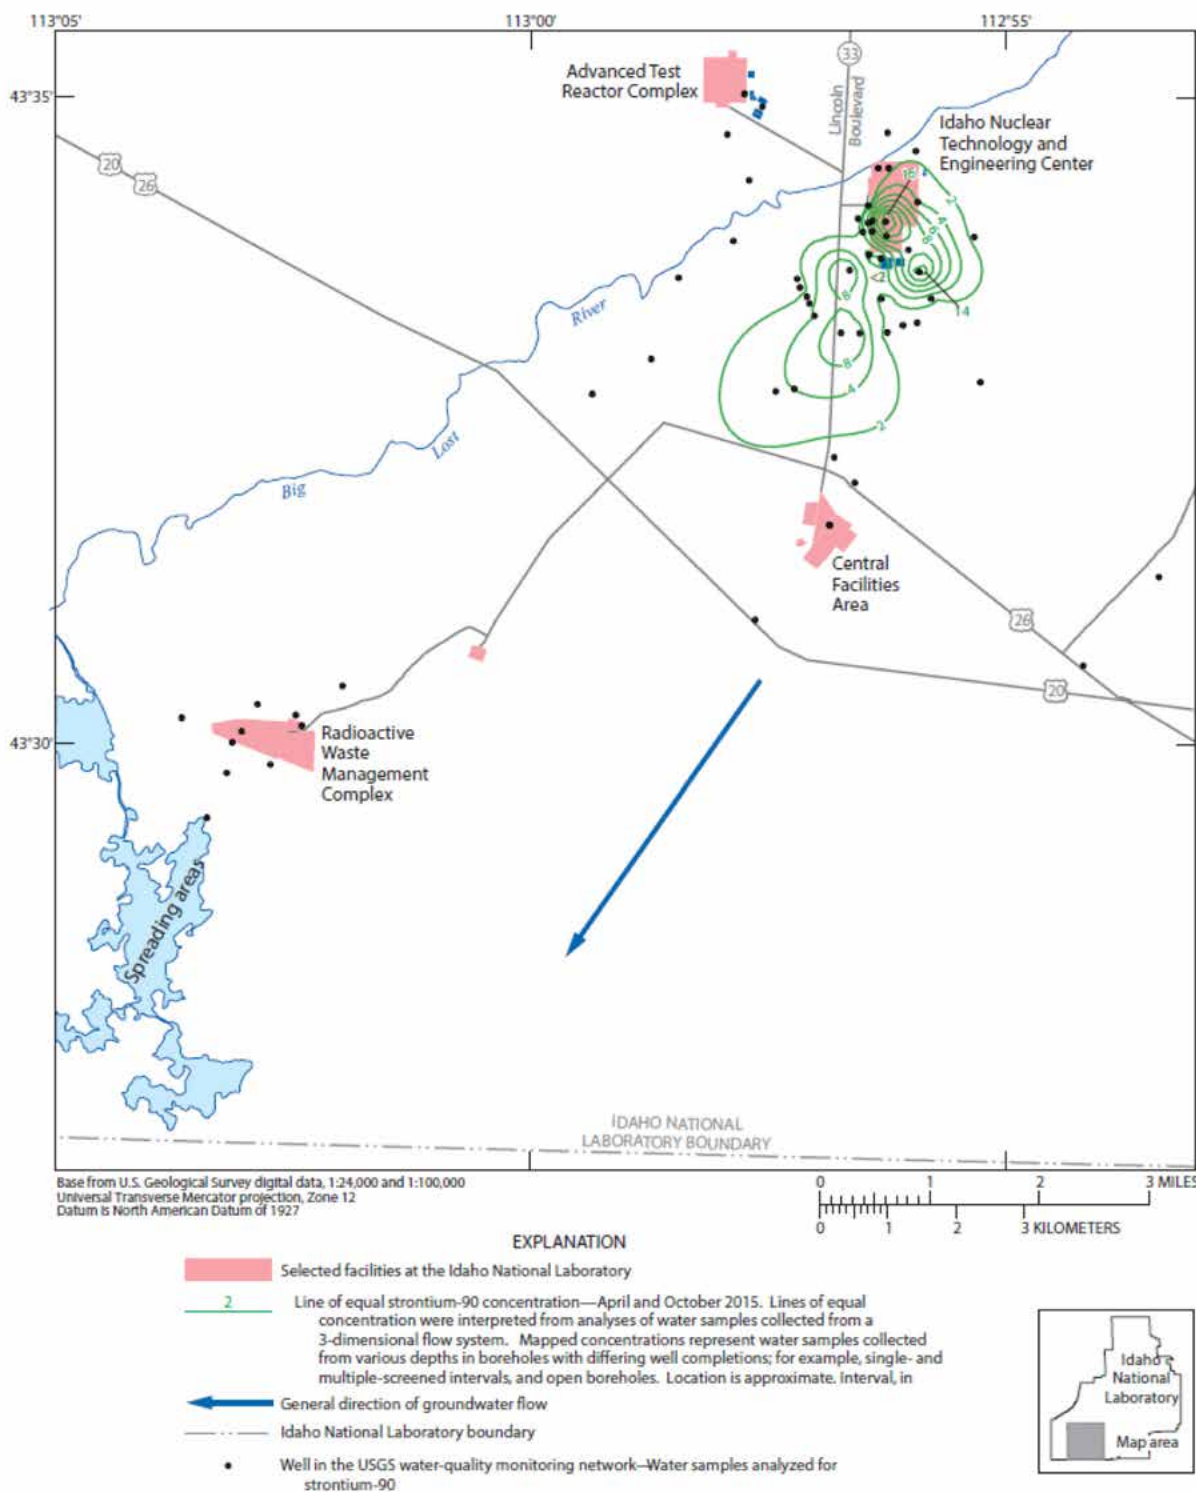 113°05'
113°00'
112°55'
43°35'
Advanced Test
Reactor Complex
33
Lincoln
Boulevard
Idaho Nuclear
Technology and
Engineering Center
20
26
16
2
4
6
8
<2
14
8
8
4
2
River
Lost
Big
Central
Facilities
Area
26
20
43°30'
Radioactive
Waste
Management
Complex
Spreading areas
IDAHO NATIONAL
LABORATORY BOUNDARY
Base from U.S. Geological Survey digital data, 1:24,000 and 1:100,000
Universal Transverse Mercator projection, Zone 12
Datum is North American Datum of 1927
0 1 2 3 MILES
0 1 2 3 KILOMETERS
EXPLANATION
Selected facilities at the Idaho National Laboratory
2 Line of equal strontium-90 concentration—April and October 2015. Lines of equal
concentration were interpreted from analyses of water samples collected from a
3-dimensional flow system. Mapped concentrations represent water samples collected
from various depths in boreholes with differing well completions; for example, single- and
multiple-screened intervals, and open boreholes. Location is approximate. Interval, in
General direction of groundwater flow
Idaho National Laboratory boundary
Well in the USGS water-quality monitoring network—Water samples analyzed for
strontium-90
Idaho
National
Laboratory
Map area